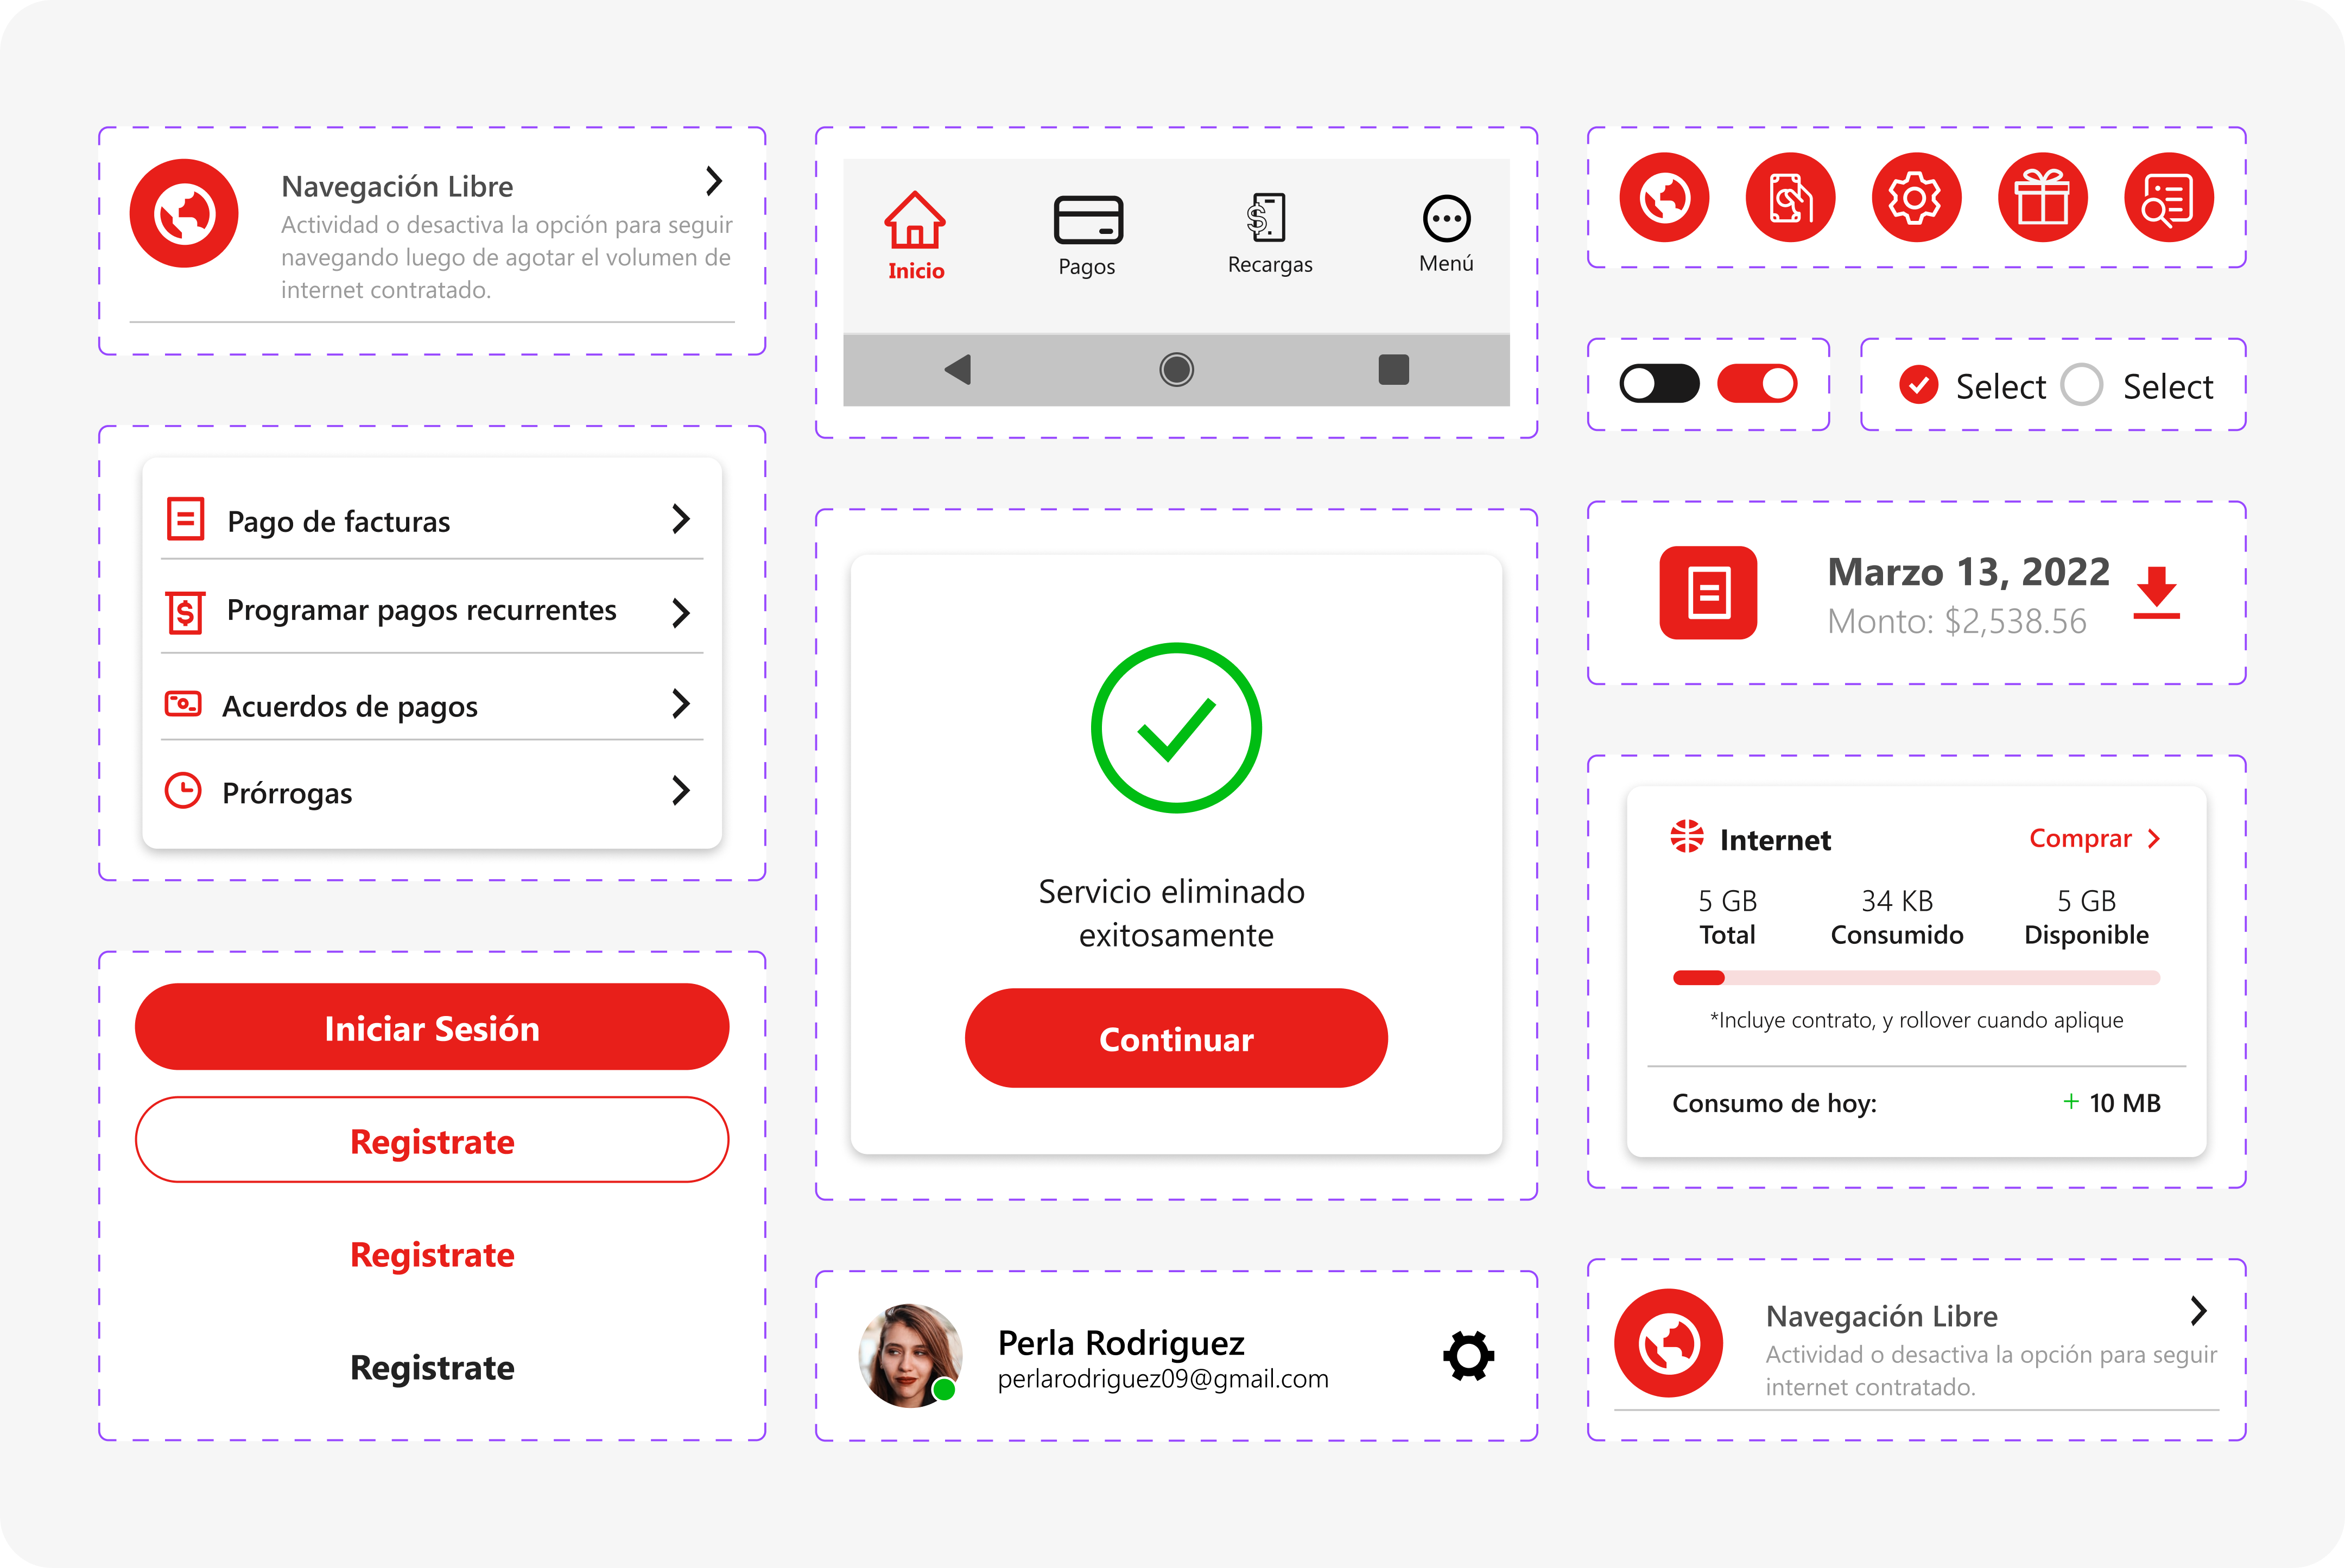 Navegación Libre
Actividad o desactiva la opción para seguir
navegando luego de agotar el volumen de
internet contratado.
Pago de facturas
Programar pagos recurrentes
Acuerdos de pagos
Prórrogas
Iniciar Sesión
Registrate
Registrate
Registrate
Inicio
Pagos
Recargas
Menú
Servicio eliminado
exitosamente
Continuar
Perla Rodriguez
perlarodriguez09@gmail.com
Select
Select
Marzo 13, 2022
Monto: $2,538.56
Internet
Comprar
5 GB 34 KB 5 GB
Total Consumido Disponible
*Incluye contrato, y rollover cuando aplique
Consumo de hoy: + 10 MB
Navegación Libre
Actividad o desactiva la opción para seguir
internet contratado.